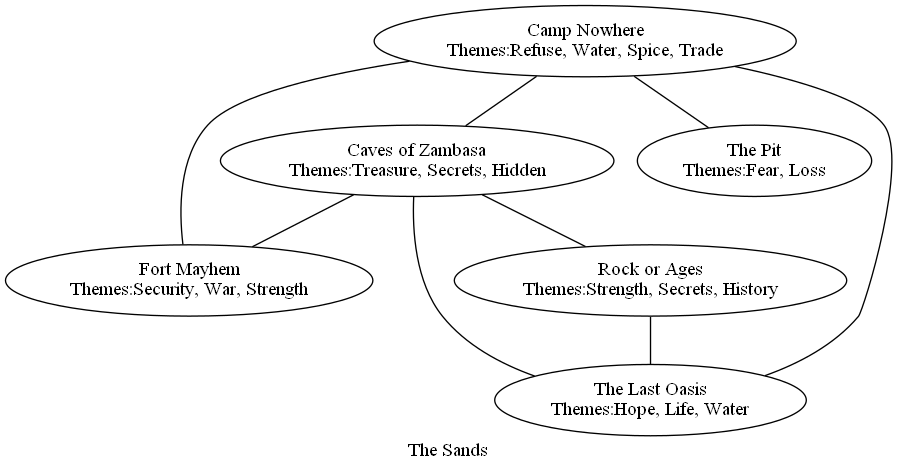 Camp Nowhere
Themes:Refuse, Water, Spice, Trade
Caves of Zambasa
Themes:Treasure, Secrets, Hidden
The Pit
Themes:Fear, Loss
Fort Mayhem
Themes:Security, War, Strength
Rock or Ages
Themes:Strength, Secrets, History
The Last Oasis
Themes:Hope, Life, Water
The Sands